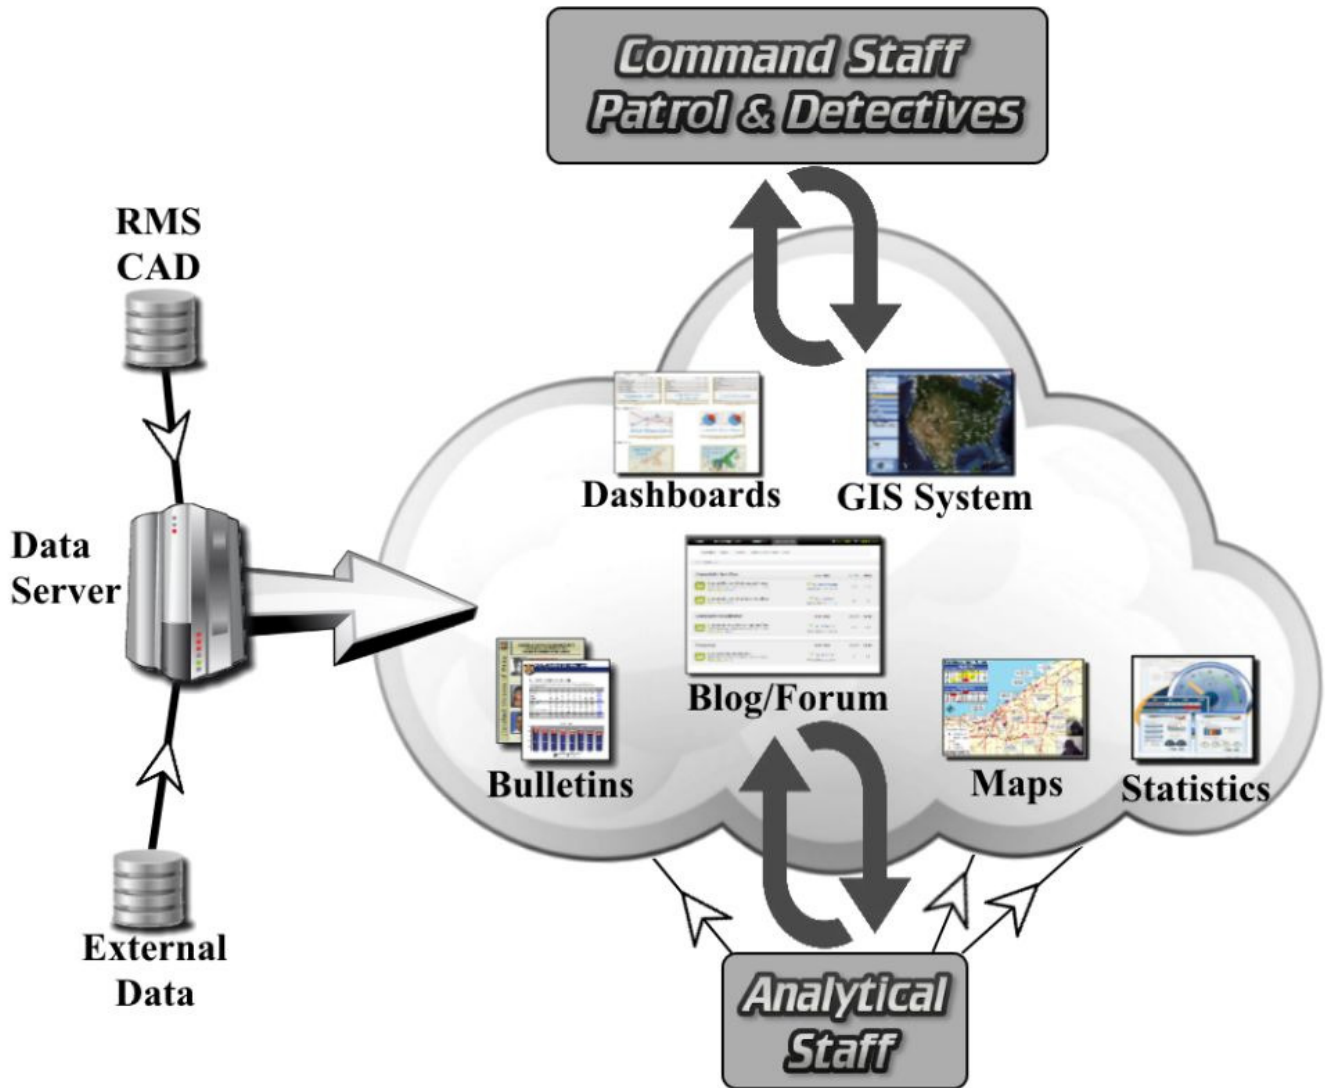 Command Staff
Patrol & Detectives
RMS
CAD
Dashboards
GIS System
Data
Server
Blog/Forum
Bulletins
Maps
Statistics
External
Data
Analytical
Staff